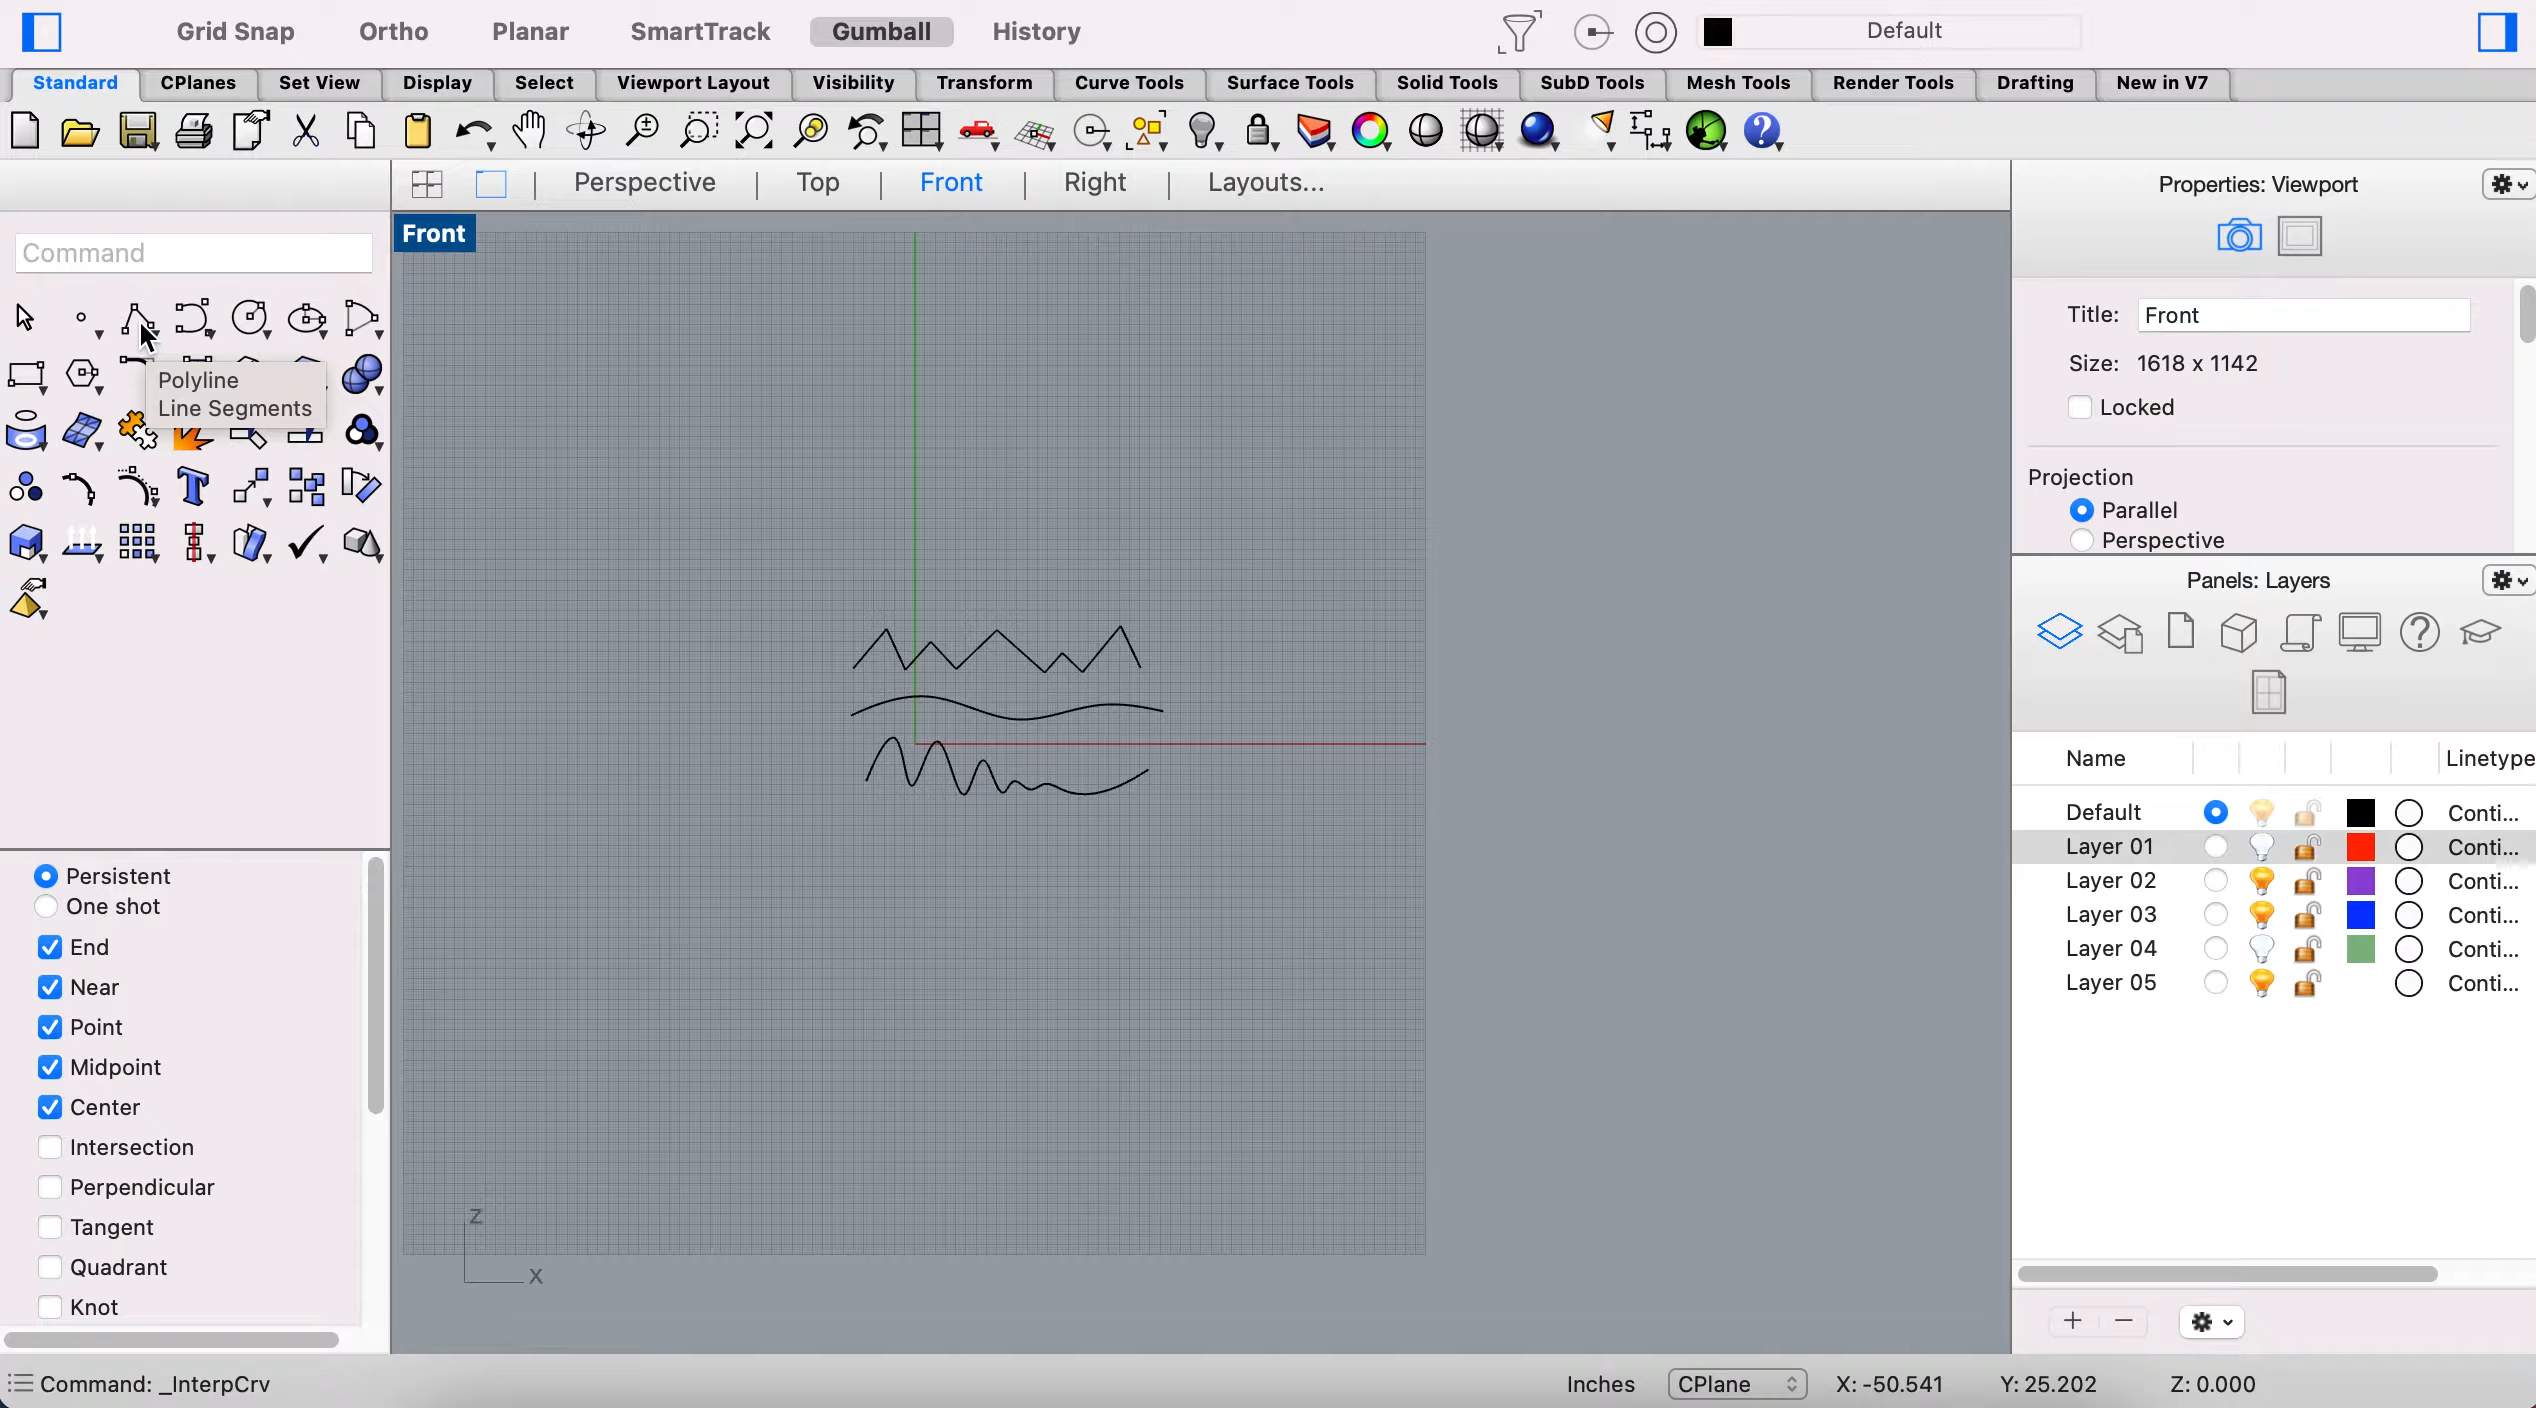 Grid Snap Ortho Planar SmartTrack Gumball History Default
Standard CPlanes Set View Display Select Viewport Layout Visibility Transform Curve Tools Surface Tools Solid Tools SubD Tools Mesh Tools Render Tools Drafting New in V7
Perspective Top Front Right Layouts...
Front
Command
Polyline
Line Segments
Persistent
One shot
End
Near
Point
Midpoint
Center
Intersection
Perpendicular
Tangent
Quadrant
Knot
Z
X
Properties: Viewport
Title: Front
Size: 1618 x 1142
Locked
Projection
Parallel
Perspective
Panels: Layers
Name Linetype
Default Conti...
Layer 01 Conti...
Layer 02 Conti...
Layer 03 Conti...
Layer 04 Conti...
Layer 05 Conti...
Command: _InterpCrv Inches CPlane X: -50.541 Y: 25.202 Z: 0.000